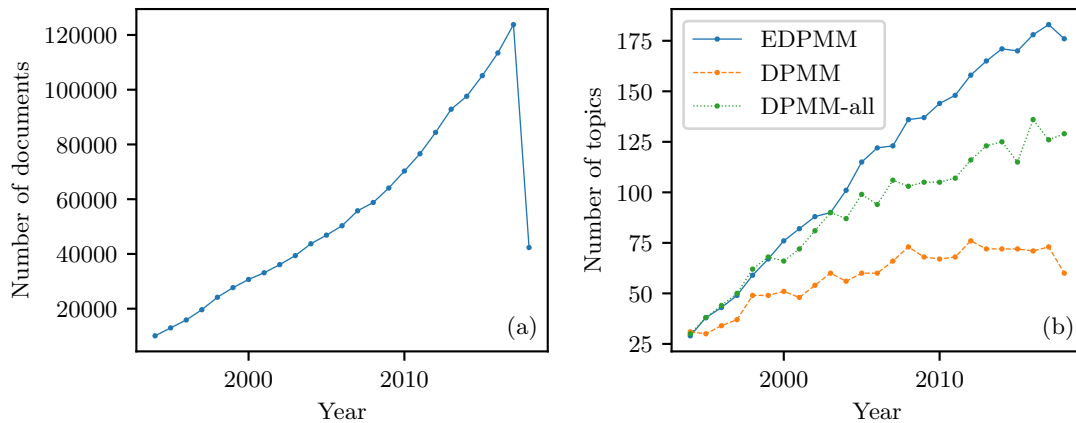 120000
100000
80000
60000
40000
20000
Number of documents
2000
2010
Year
(a)
175
150
125
100
75
50
25
Number of topics
EDPMM
DPMM
DPMM-all
2000
2010
Year
(b)